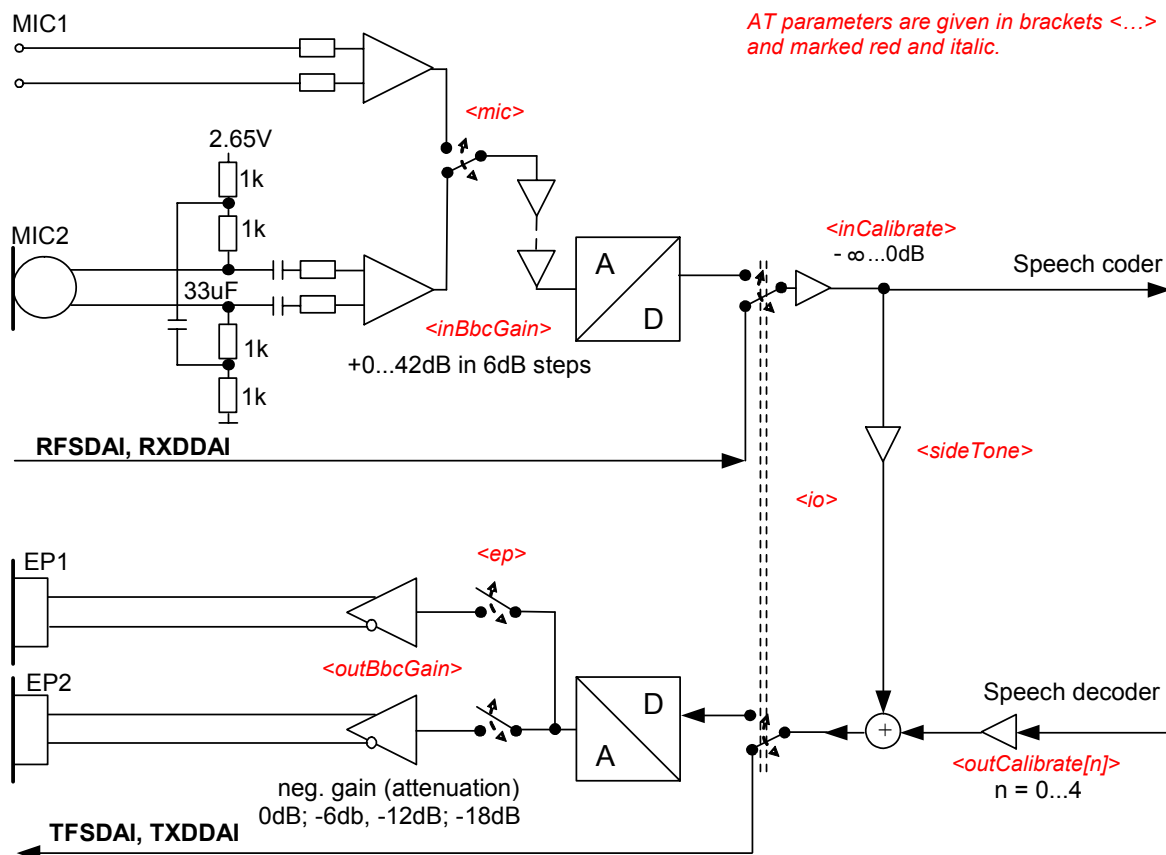 MIC1
AT parameters are given in brackets <...>
and marked red and italic.
<mic>
2.65V
1k
1k
MIC2
33uF
1k
1k
<inBbcGain>
+0...42dB in 6dB steps
A
D
<inCalibrate>
- ∞...0dB
Speech coder
RFSDAI, RXDDAI
<sideTone>
<io>
EP1
<ep>
<outBbcGain>
EP2
D
A
Speech decoder
+
<outCalibrate[n]>
n = 0...4
neg. gain (attenuation)
0dB; -6db, -12dB; -18dB
TFSDAI, TXDDAI